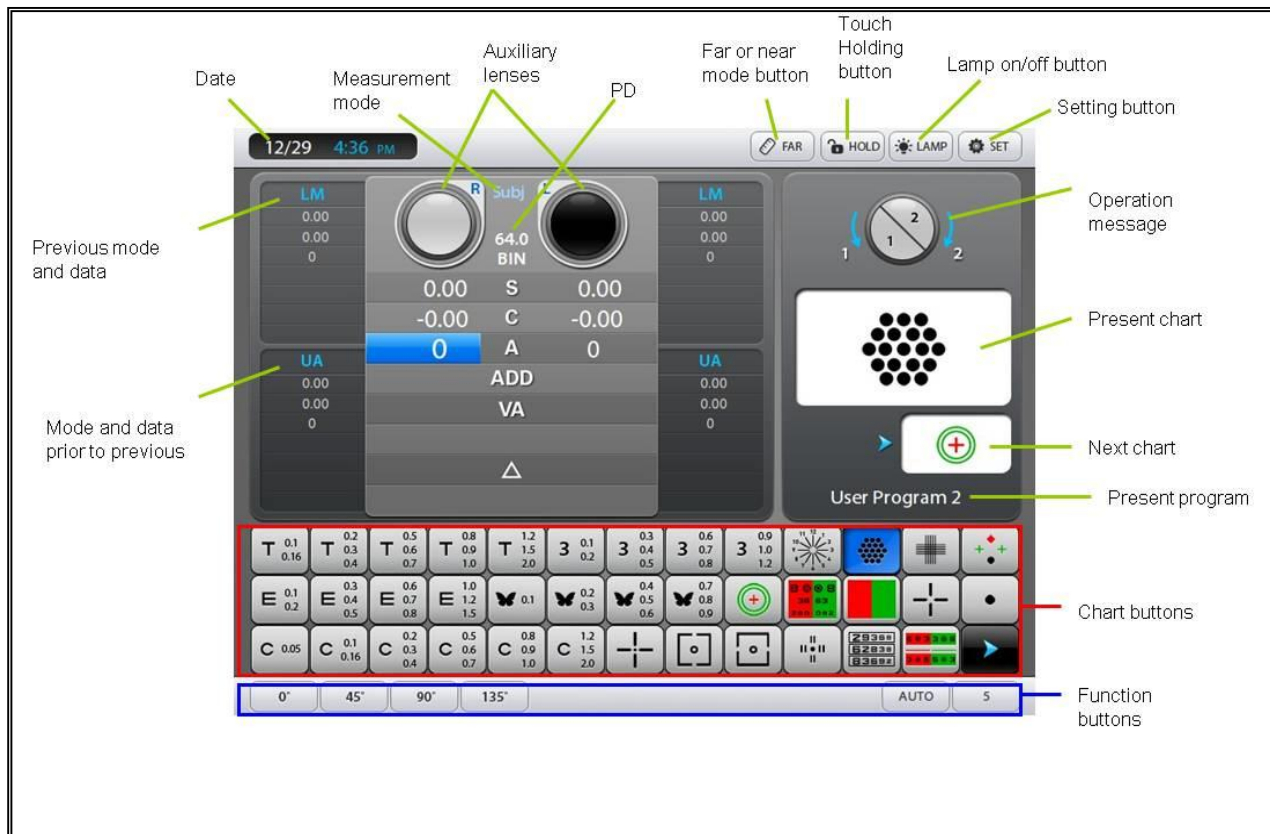 Touch
Holding
button
Auxiliary
lenses
Far or near
mode button
Lamp on/off button
Date
Measurement
mode
PD
Setting button
12/29 4:36 PM
FAR
HOLD
LAMP
SET
LM
0.00
0.00
0
R Subj L
64.0
BIN
LM
0.00
0.00
0
2
1
1 2
Operation
message
Previous mode
and data
0.00 S 0.00
-0.00 C -0.00
0 A 0
ADD
VA
△
Present chart
UA
0.00
0.00
0
UA
0.00
0.00
0
Mode and data
prior to previous
Next chart
User Program 2
Present program
T 0.1 0.16
T 0.2 0.3 0.4
T 0.5 0.6 0.7
T 0.8 0.9 1.0
T 1.2 1.5 2.0
3 0.1 0.2
3 0.3 0.4 0.5
3 0.6 0.7 0.8
3 0.9 1.0 1.2
E 0.1 0.2
E 0.3 0.4 0.5
E 0.6 0.7 0.8
E 1.0 1.2 1.5
0.1
0.2 0.3
0.4 0.5 0.6
0.7 0.8 0.9
Chart buttons
C 0.05
C 0.1 0.16
C 0.2 0.3 0.4
C 0.5 0.6 0.7
C 0.8 0.9 1.0
C 1.2 1.5 2.0
0° 45° 90° 135° AUTO 5
Function
buttons